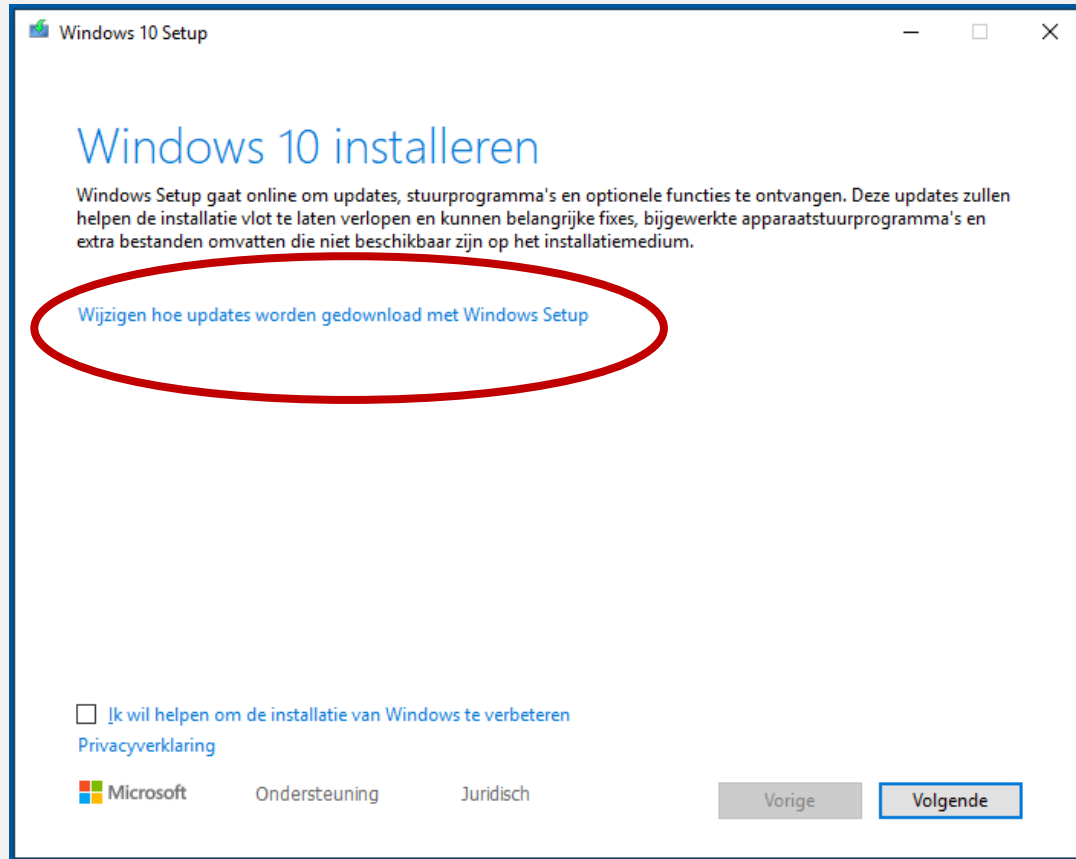 Windows 10 Setup
Windows 10 installeren
Windows Setup gaat online om updates, stuurprogramma's en optionele functies te ontvangen. Deze updates zullen
helpen de installatie vlot te laten verlopen en kunnen belangrijke fixes, bijgewerkte apparaatstuurprogramma's en
extra bestanden omvatten die niet beschikbaar zijn op het installatiemedium.
Wijzigen hoe updates worden gedownload met Windows Setup
Ik wil helpen om de installatie van Windows te verbeteren
Privacyverklaring
Microsoft Ondersteuning Juridisch Vorige Volgende